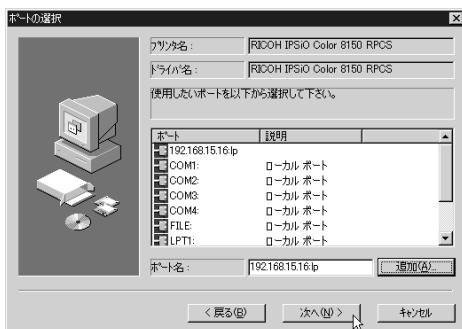 ポートの選択
プリンタ名 : RICOH IPSiO Color 8150 RPCS
ドライバ名 : RICOH IPSiO Color 8150 RPCS
使用したいポートを以下から選択して下さい。
ポート 説明
192.168.15.16:lp
COM1: ローカル ポート
COM2: ローカル ポート
COM3: ローカル ポート
COM4: ローカル ポート
FILE: ローカル ポート
LPT1: ローカル ポート
ポート名 : 192.168.15.16:lp 追加(A)...
< 戻る(B) 次へ(N) > キャンセル